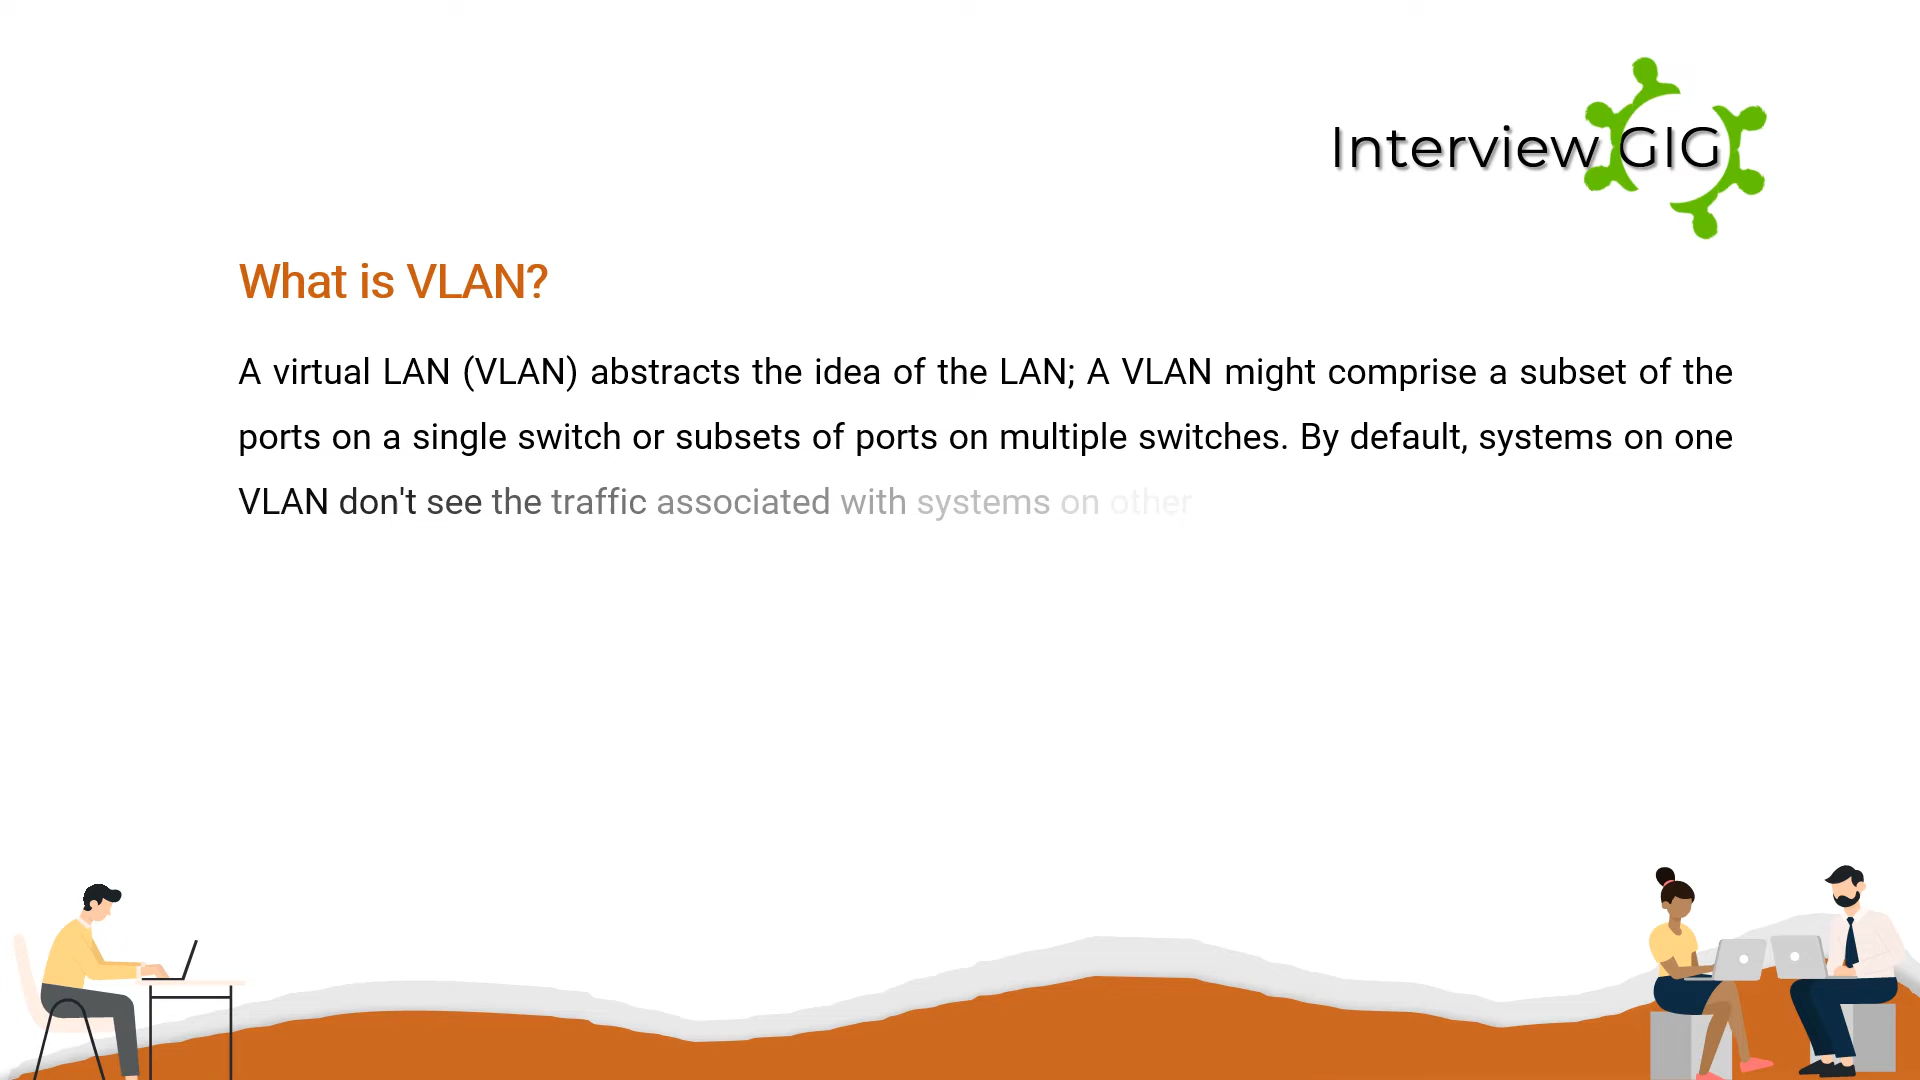 Interview GIG
What is VLAN?
A virtual LAN (VLAN) abstracts the idea of the LAN; A VLAN might comprise a subset of the
ports on a single switch or subsets of ports on multiple switches. By default, systems on one
VLAN don't see the traffic associated with systems on other